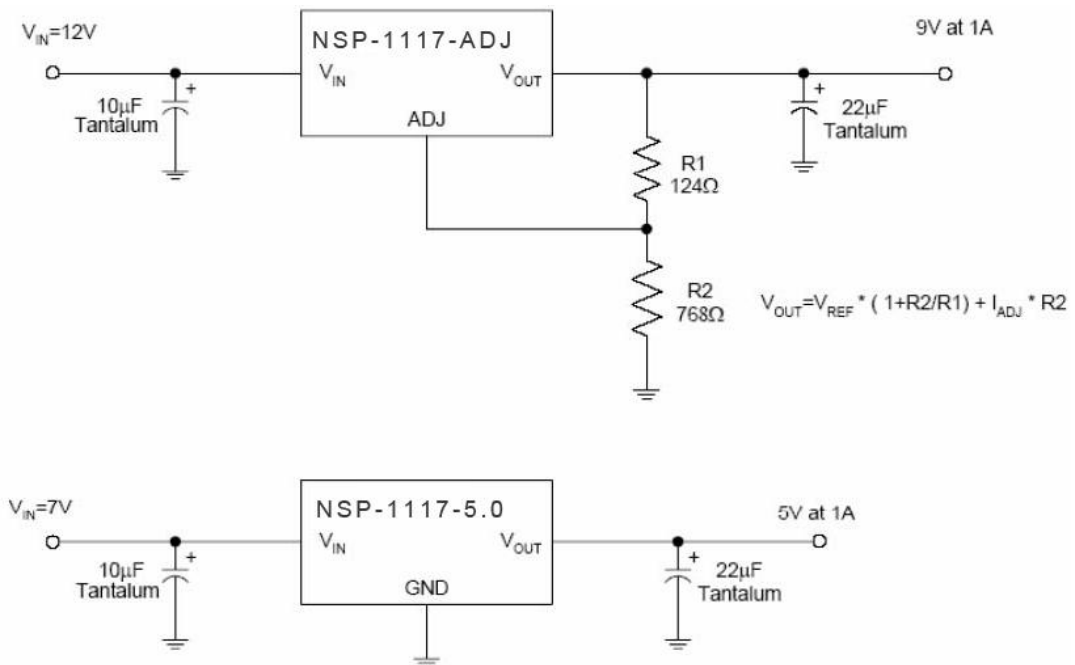 V_IN=12V
NSP-1117-ADJ
9V at 1A
V_IN
V_OUT
ADJ
10μF
Tantalum
+
+
22μF
Tantalum
R1
124Ω
R2
768Ω
V_OUT=V_REF * ( 1+R2/R1) + I_ADJ * R2
V_IN=7V
NSP-1117-5.0
5V at 1A
V_IN
V_OUT
GND
10μF
Tantalum
+
+
22μF
Tantalum